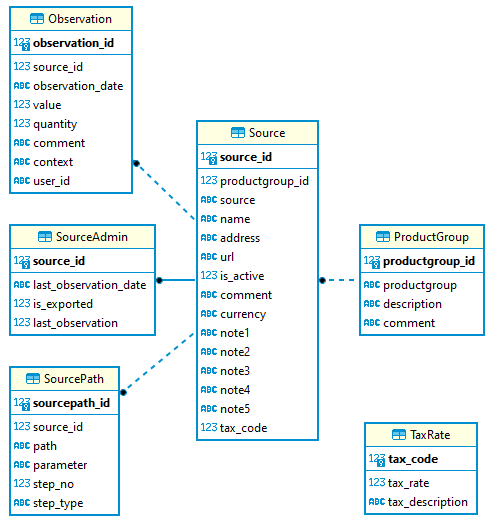 Observation
123 observation_id
123 source_id
ABC observation_date
123 value
123 quantity
ABC comment
ABC context
ABC user_id
SourceAdmin
123 source_id
ABC last_observation_date
123 is_exported
123 last_observation
SourcePath
123 sourcepath_id
123 source_id
ABC path
ABC parameter
123 step_no
ABC step_type
Source
123 source_id
123 productgroup_id
ABC source
ABC name
ABC address
ABC url
123 is_active
ABC comment
ABC currency
ABC note1
ABC note2
ABC note3
ABC note4
ABC note5
123 tax_code
ProductGroup
123 productgroup_id
ABC productgroup
ABC description
ABC comment
TaxRate
123 tax_code
123 tax_rate
ABC tax_description